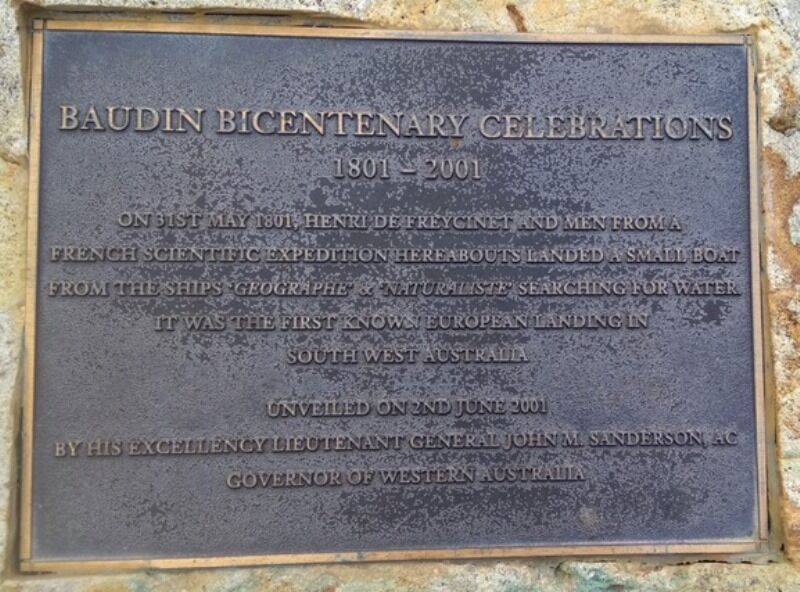 BAUDIN BICENTENARY CELEBRATIONS
1801 – 2001
ON 31ST MAY 1801, HENRI DE FREYCINET AND MEN FROM A
FRENCH SCIENTIFIC EXPEDITION HEREABOUTS LANDED A SMALL BOAT
FROM THE SHIPS 'GEOGRAPHE' & 'NATURALISTE' SEARCHING FOR WATER.
IT WAS THE FIRST KNOWN EUROPEAN LANDING IN
SOUTH WEST AUSTRALIA
UNVEILED ON 2ND JUNE 2001
BY HIS EXCELLENCY LIEUTENANT GENERAL JOHN M. SANDERSON, AC
GOVERNOR OF WESTERN AUSTRALIA